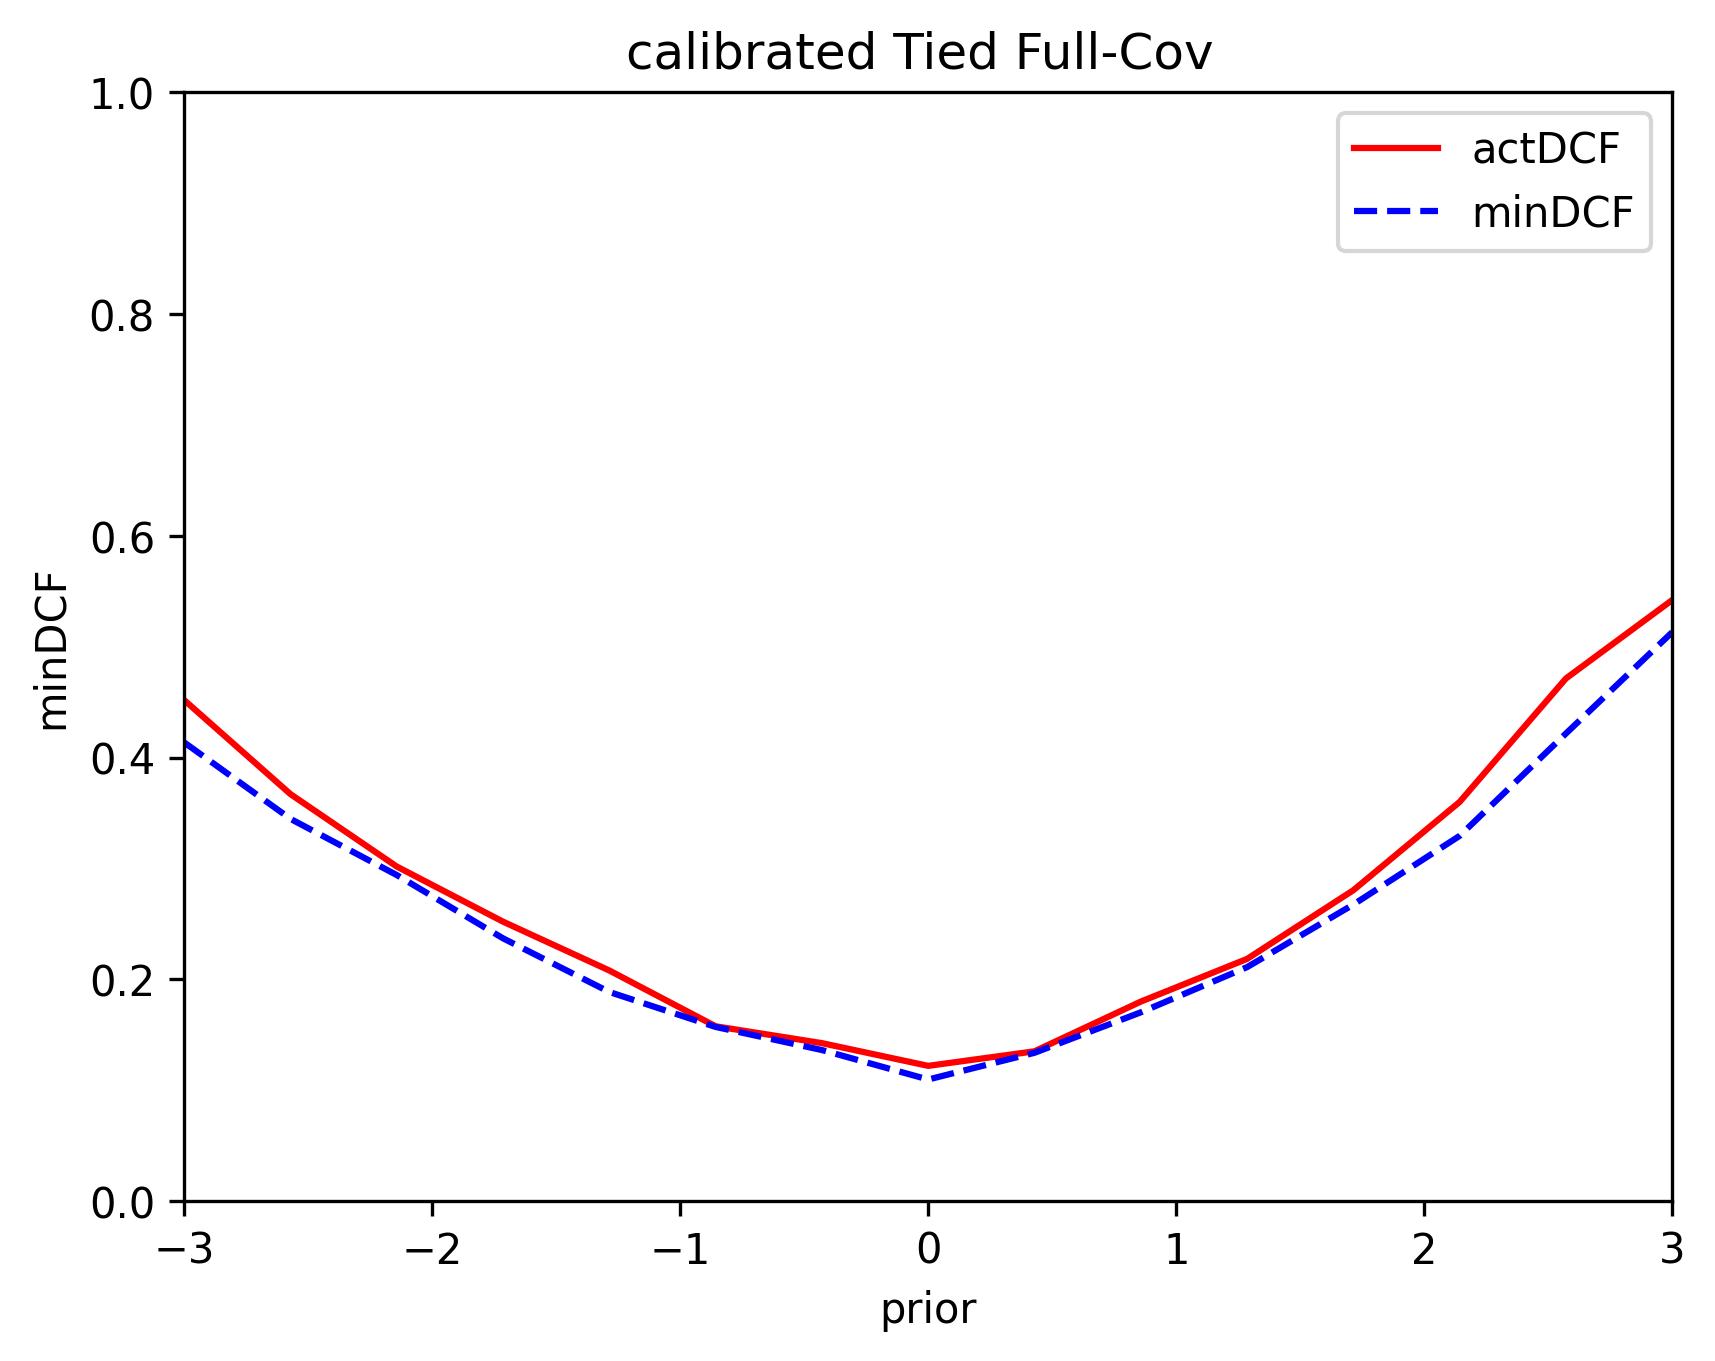 calibrated Tied Full-Cov
actDCF
minDCF
minDCF
1.0
0.8
0.6
0.4
0.2
0.0
−3 −2 −1 0 1 2 3
prior